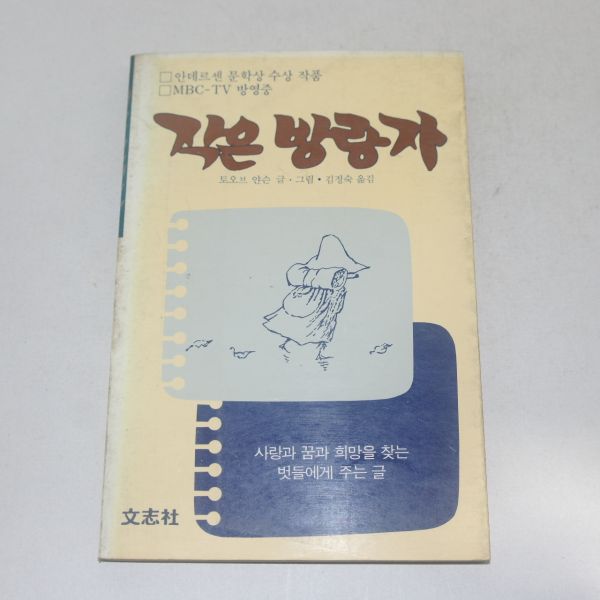 □안데르센 문학상 수상 작품
□MBC-TV 방영중
작은 방랑자
토오브 얀슨 글·그림·김정숙 옮김
사랑과 꿈과 희망을 찾는
벗들에게 주는 글
文志社